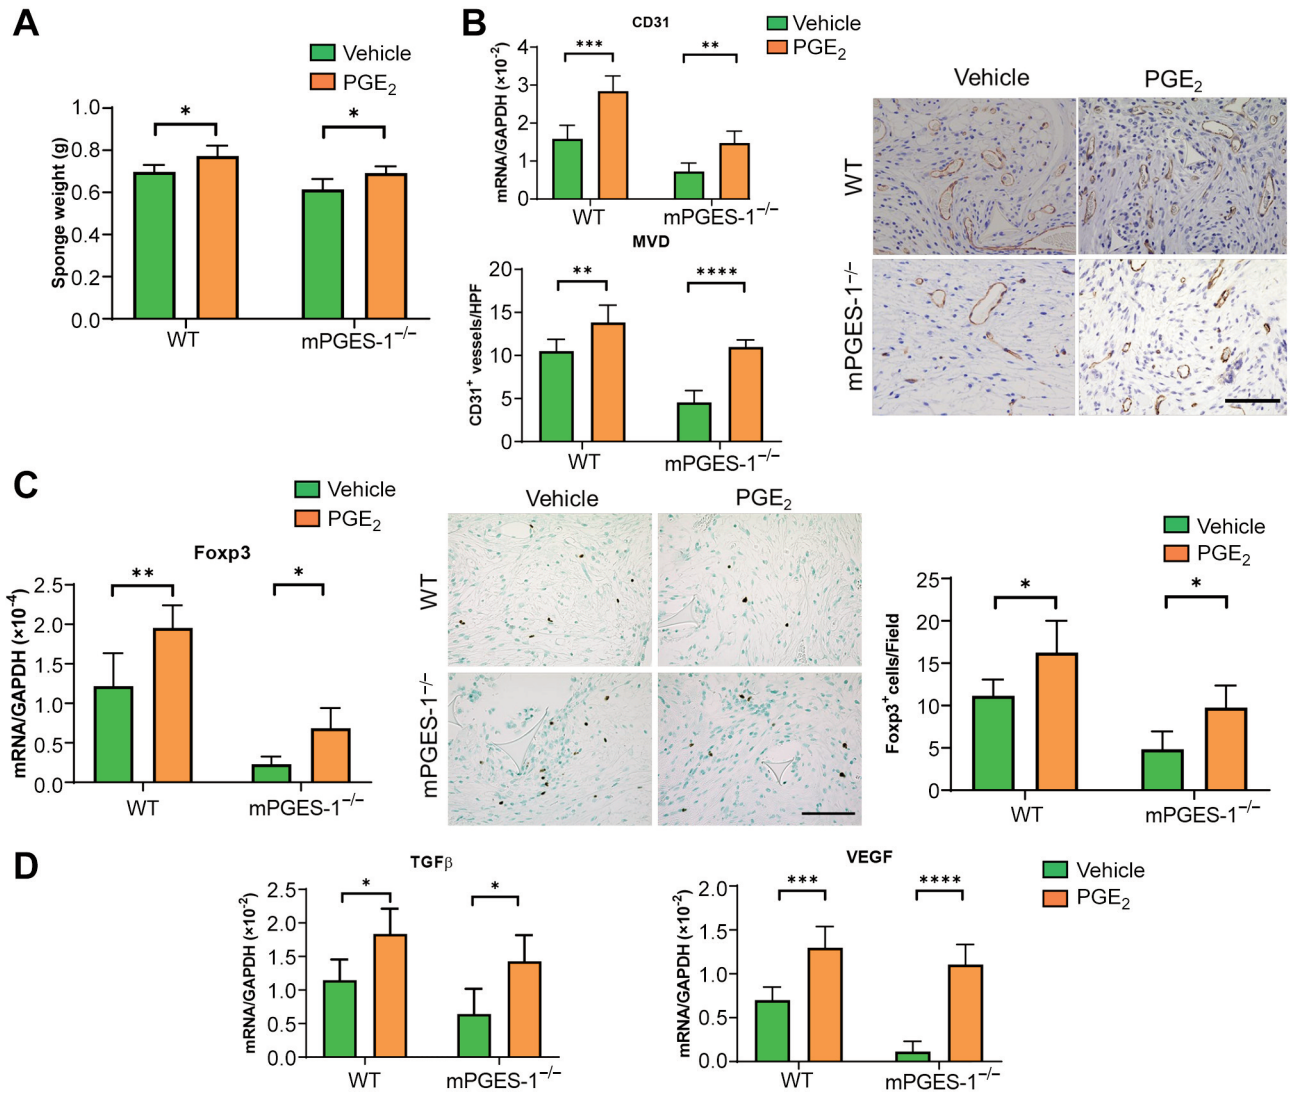 A
Vehicle
PGE₂
Sponge weight (g)
1.0
0.8
0.6
0.4
0.2
0.0
*
*
WT
mPGES-1⁻/⁻
B
CD31
Vehicle
PGE₂
mRNA/GAPDH (×10⁻²)
4
3
2
1
0
***
**
WT
mPGES-1⁻/⁻
MVD
CD31⁺ vessels/HPF
20
15
10
5
0
**
****
WT
mPGES-1⁻/⁻
Vehicle
PGE₂
WT
mPGES-1⁻/⁻
C
Vehicle
PGE₂
Foxp3
mRNA/GAPDH (×10⁻⁴)
2.5
2.0
1.5
1.0
0.5
0.0
**
*
WT
mPGES-1⁻/⁻
Vehicle
PGE₂
WT
mPGES-1⁻/⁻
Vehicle
PGE₂
Foxp3⁺cells/Field
25
20
15
10
5
0
*
*
WT
mPGES-1⁻/⁻
D
TGFβ
mRNA/GAPDH (×10⁻²)
2.5
2.0
1.5
1.0
0.5
0.0
*
*
WT
mPGES-1⁻/⁻
VEGF
Vehicle
PGE₂
mRNA/GAPDH (×10⁻²)
2.0
1.5
1.0
0.5
0.0
***
****
WT
mPGES-1⁻/⁻